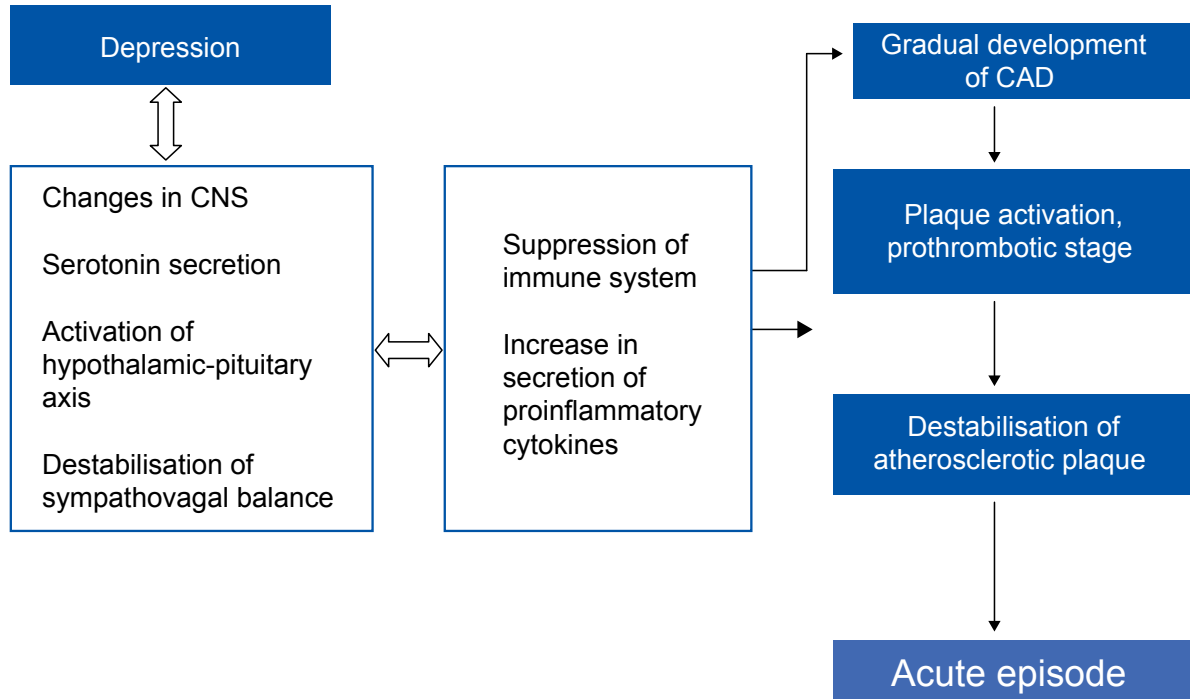 Depression
Changes in CNS
Serotonin secretion
Activation of
hypothalamic-pituitary
axis
Destabilisation of
sympathovagal balance
Suppression of
immune system
Increase in
secretion of
proinflammatory
cytokines
Gradual development
of CAD
Plaque activation,
prothrombotic stage
Destabilisation of
atherosclerotic plaque
Acute episode